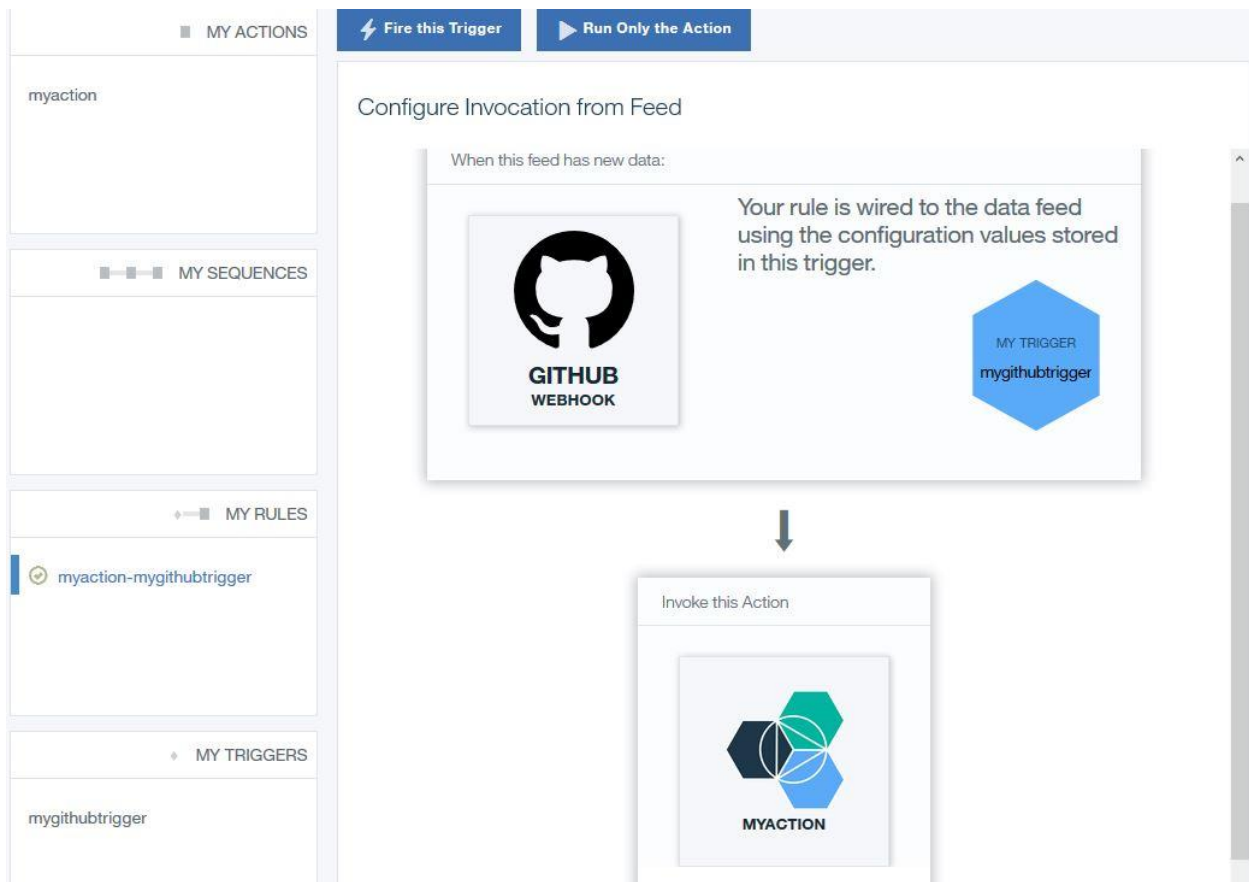 MY ACTIONS
myaction
MY SEQUENCES
MY RULES
myaction-mygithubtrigger
MY TRIGGERS
mygithubtrigger
Fire this Trigger
Run Only the Action
Configure Invocation from Feed
When this feed has new data:
GITHUB
WEBHOOK
Your rule is wired to the data feed
using the configuration values stored
in this trigger.
MY TRIGGER
mygithubtrigger
Invoke this Action
MYACTION